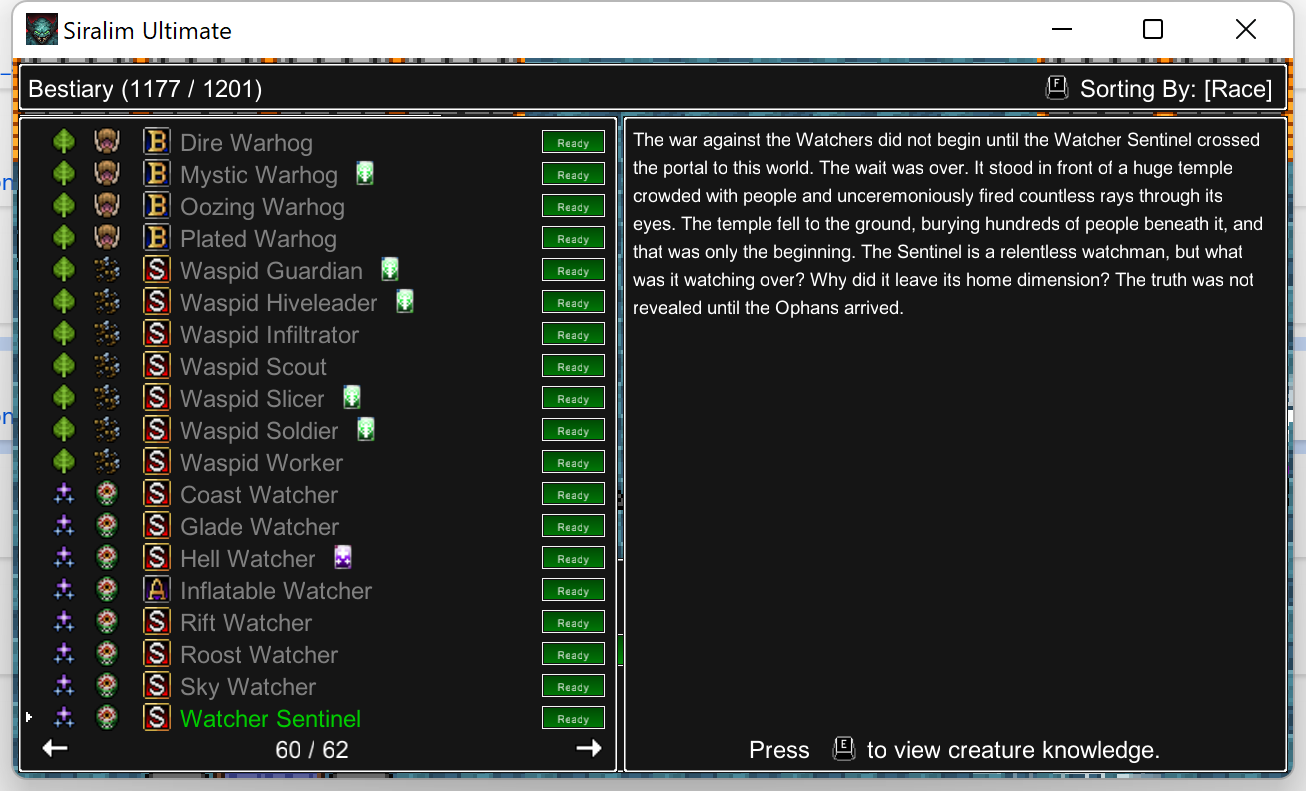 Siralim Ultimate
Bestiary (1177 / 1201)
F Sorting By: [Race]
B Dire Warhog Ready
B Mystic Warhog Ready
B Oozing Warhog Ready
B Plated Warhog Ready
S Waspid Guardian Ready
S Waspid Hiveleader Ready
S Waspid Infiltrator Ready
S Waspid Scout Ready
S Waspid Slicer Ready
S Waspid Soldier Ready
S Waspid Worker Ready
S Coast Watcher Ready
S Glade Watcher Ready
S Hell Watcher Ready
A Inflatable Watcher Ready
S Rift Watcher Ready
S Roost Watcher Ready
S Sky Watcher Ready
S Watcher Sentinel Ready
60 / 62
The war against the Watchers did not begin until the Watcher Sentinel crossed
the portal to this world. The wait was over. It stood in front of a huge temple
crowded with people and unceremoniously fired countless rays through its
eyes. The temple fell to the ground, burying hundreds of people beneath it, and
that was only the beginning. The Sentinel is a relentless watchman, but what
was it watching over? Why did it leave its home dimension? The truth was not
revealed until the Ophans arrived.
Press E to view creature knowledge.